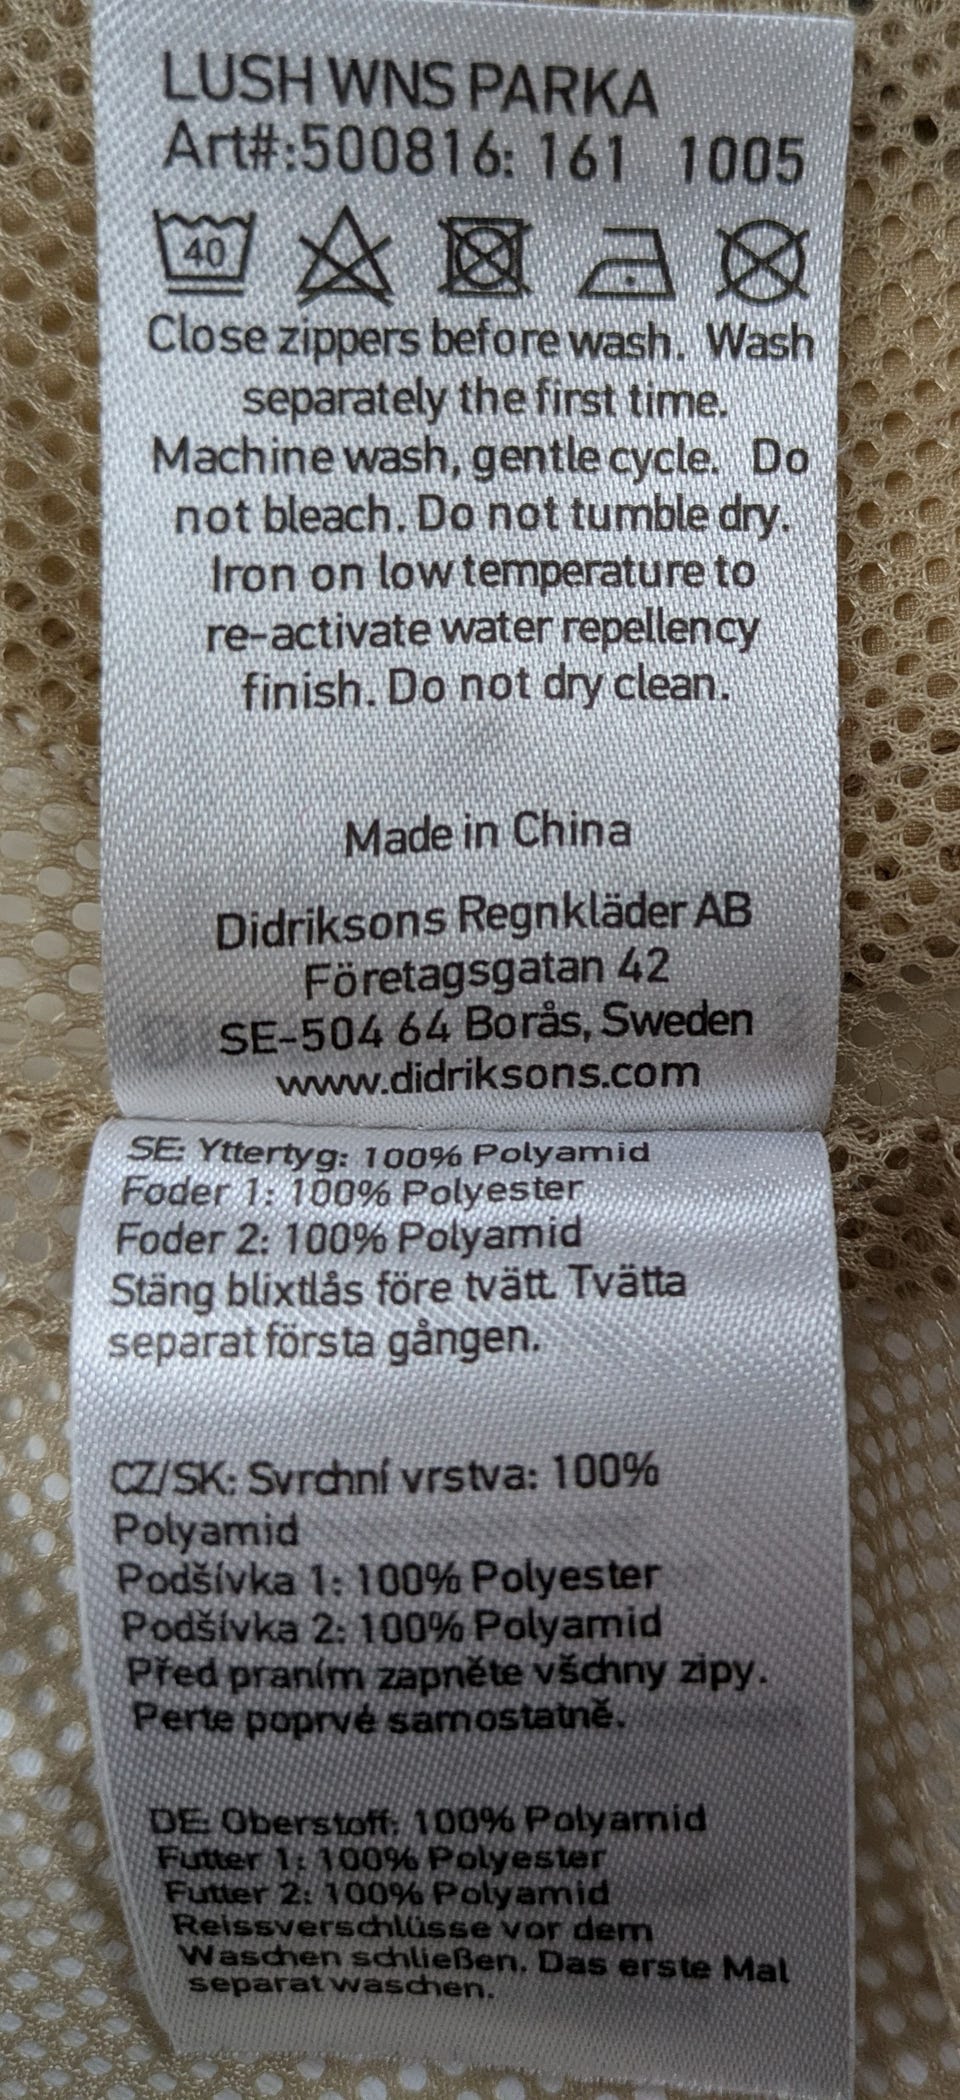 LUSH WNS PARKA
Art#:500816: 161 1005
40
Close zippers before wash. Wash
separately the first time.
Machine wash, gentle cycle. Do
not bleach. Do not tumble dry.
Iron on low temperature to
re-activate water repellency
finish. Do not dry clean.
Made in China
Didriksons Regnkläder AB
Företagsgatan 42
SE-504 64 Borås, Sweden
www.didriksons.com
SE: Yttertyg: 100% Polyamid
Foder 1: 100% Polyester
Foder 2: 100% Polyamid
Stäng blixtlås före tvätt. Tvätta
separat första gången.
CZ/SK: Svrchní vrstva: 100%
Polyamid
Podšívka 1: 100% Polyester
Podšívka 2: 100% Polyamid
Před praním zapněte všchny zipy.
Perte poprvé samostatně.
DE: Oberstoff: 100% Polyamid
Futter 1: 100% Polyester
Futter 2: 100% Polyamid
Reissverschlüsse vor dem
Waschen schließen. Das erste Mal
separat waschen.